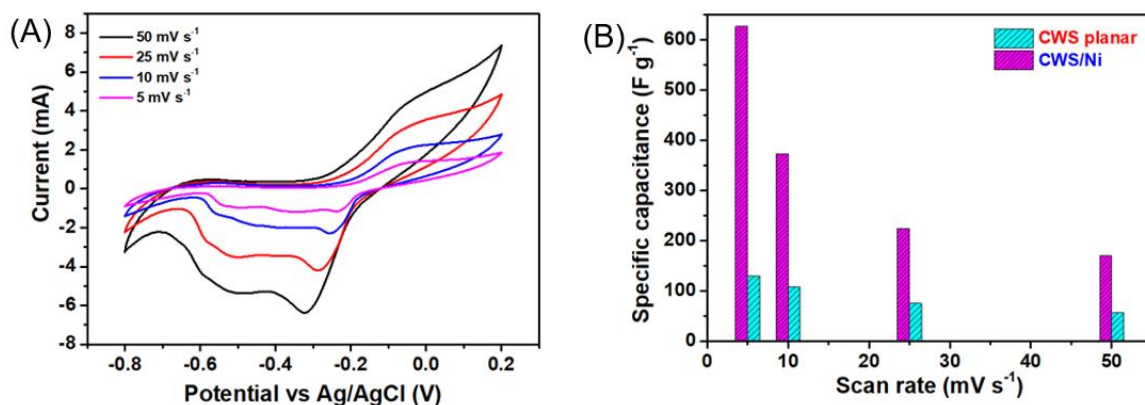 (A)
50 mV s⁻¹
25 mV s⁻¹
10 mV s⁻¹
5 mV s⁻¹
8
6
4
2
0
-2
-4
-6
-8
Current (mA)
-0.8 -0.6 -0.4 -0.2 0.0 0.2
Potential vs Ag/AgCl (V)
(B)
CWS planar
CWS/Ni
600
500
400
300
200
100
0
Specific capacitance (F g⁻¹)
0 10 20 30 40 50
Scan rate (mV s⁻¹)